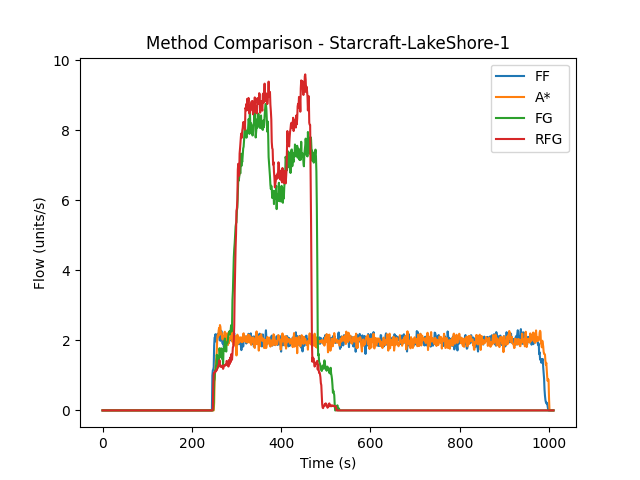 Method Comparison - Starcraft-LakeShore-1
FF
A*
FG
RFG
10
8
6
4
2
0
Flow (units/s)
0 200 400 600 800 1000
Time (s)